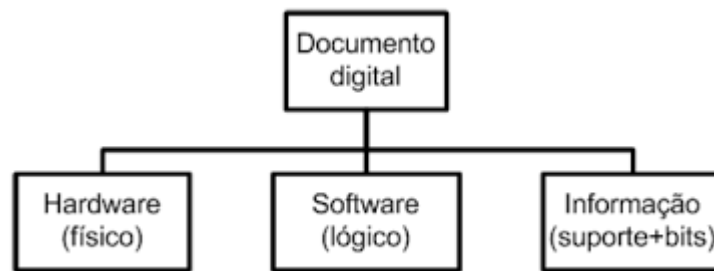 Documento
digital
Hardware
(físico)
Software
(lógico)
Informação
(suporte+bits)